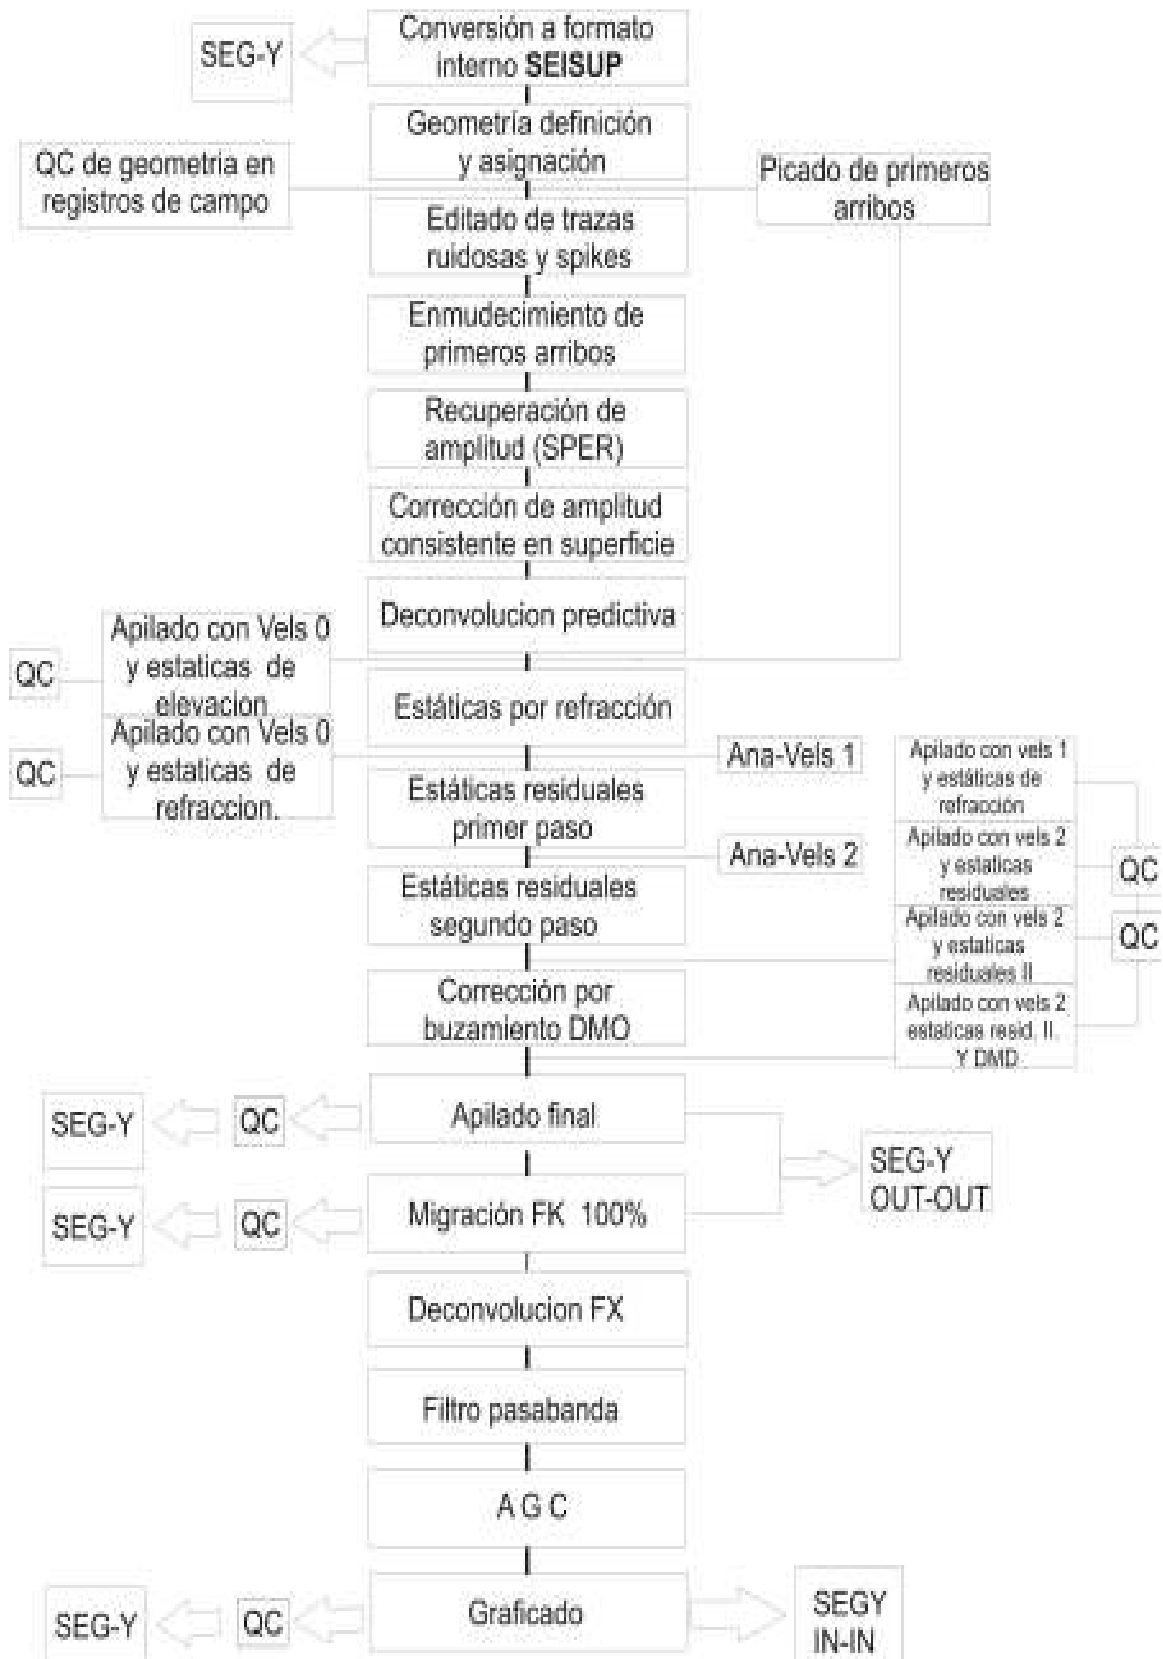 Conversión a formato
interno SEISUP
SEG-Y
Geometría definición
y asignación
QC de geometria en
registros de campo
Picado de primeros
arribos
Editado de trazas
ruidosas y spikes
Enmudecimiento de
primeros arribos
Recuperación de
amplitud (SPER)
Corrección de amplitud
consistente en superficie
Deconvolucion predictiva
Apilado con Vels 0
y estaticas de
elevacion
QC
Estáticas por refracción
Apilado con Vels 0
y estaticas de
refraccion.
QC
Ana-Vels 1
Estáticas residuales
primer paso
Ana-Vels 2
Estáticas residuales
segundo paso
Apilado con vels 1
y estáticas de
refracción
Apilado con vels 2
y estaticas
residuales
QC
Apilado con vels 2
y estaticas
residuales II
QC
Apilado con vels 2
estaticas resid. II.
Y DMD
Corrección por
buzamiento DMO
Apilado final
QC
SEG-Y
SEG-Y
OUT-OUT
Migración FK 100%
QC
SEG-Y
Deconvolucion FX
Filtro pasabanda
A G C
Graficado
QC
SEG-Y
SEGY
IN-IN